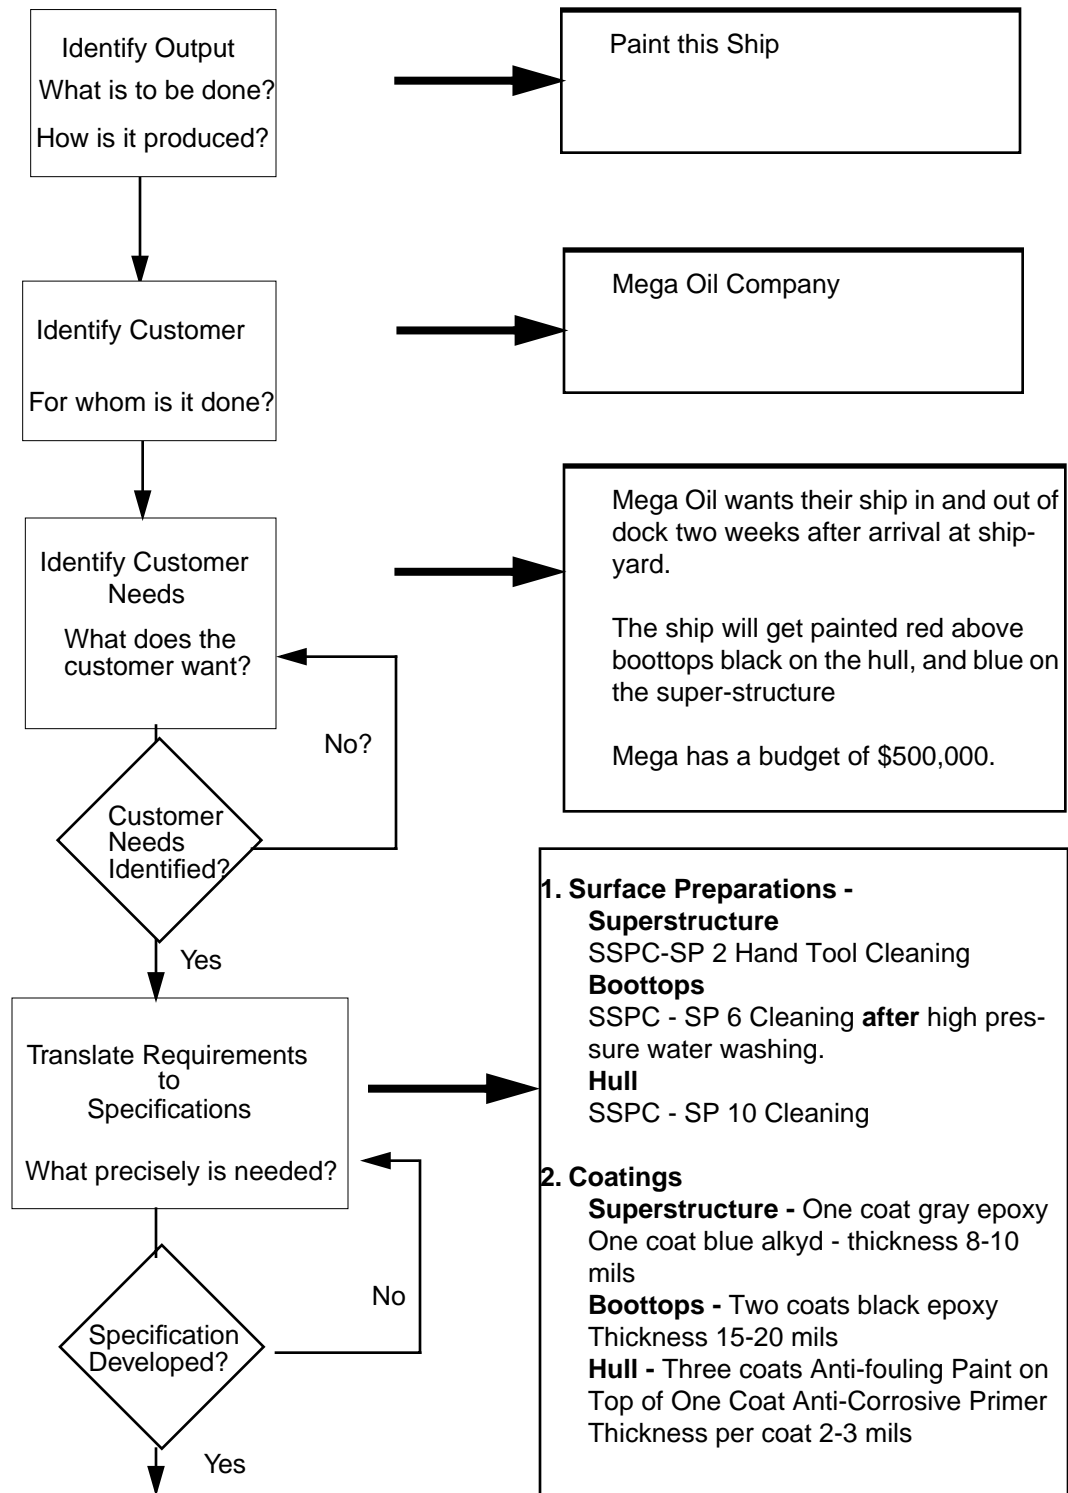 Identify Output
What is to be done?
How is it produced?
Paint this Ship
Identify Customer
For whom is it done?
Mega Oil Company
Identify Customer
Needs
What does the
customer want?
No?
Customer
Needs
Identified?
Yes
Mega Oil wants their ship in and out of
dock two weeks after arrival at ship-
yard.
The ship will get painted red above
boottops black on the hull, and blue on
the super-structure
Mega has a budget of $500,000.
Translate Requirements
to
Specifications
What precisely is needed?
No
Specification
Developed?
Yes
1. Surface Preparations -
Superstructure
SSPC-SP 2 Hand Tool Cleaning
Boottops
SSPC - SP 6 Cleaning after high pres-
sure water washing.
Hull
SSPC - SP 10 Cleaning
2. Coatings
Superstructure - One coat gray epoxy
One coat blue alkyd - thickness 8-10
mils
Boottops - Two coats black epoxy
Thickness 15-20 mils
Hull - Three coats Anti-fouling Paint on
Top of One Coat Anti-Corrosive Primer
Thickness per coat 2-3 mils